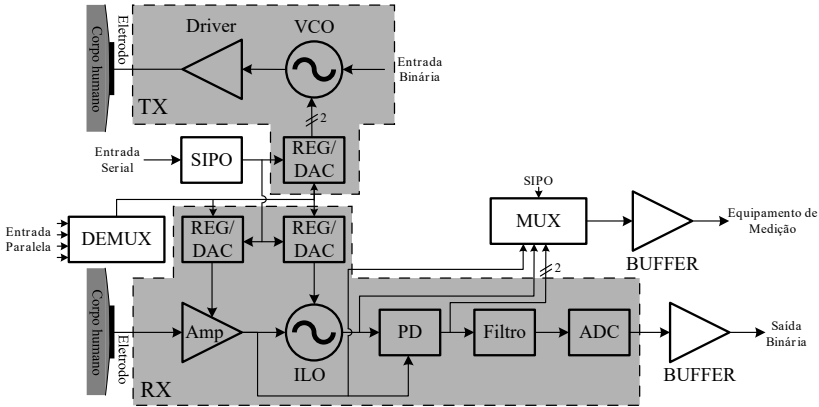 Corpo humano
Eletrodo
Driver
VCO
Entrada
Binária
TX
2
Entrada
Serial
SIPO
REG/
DAC
SIPO
Entrada
Paralela
DEMUX
REG/
DAC
REG/
DAC
MUX
Equipamento de
Medição
BUFFER
2
Corpo humano
Eletrodo
Amp
ILO
PD
Filtro
ADC
BUFFER
Saída
Binária
RX